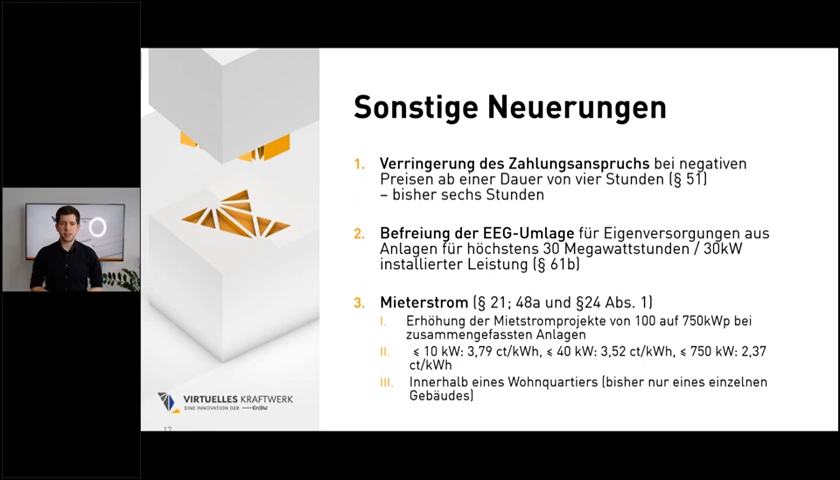 Sonstige Neuerungen
1. Verringerung des Zahlungsanspruchs bei negativen
Preisen ab einer Dauer von vier Stunden (§ 51)
– bisher sechs Stunden
2. Befreiung der EEG-Umlage für Eigenversorgungen aus
Anlagen für höchstens 30 Megawattstunden / 30kW
installierter Leistung (§ 61b)
3. Mieterstrom (§ 21; 48a und §24 Abs. 1)
I. Erhöhung der Mietstromprojekte von 100 auf 750kWp bei
zusammengefassten Anlagen
II. ≤ 10 kW: 3,79 ct/kWh, ≤ 40 kW: 3,52 ct/kWh, ≤ 750 kW: 2,37
ct/kWh
III. Innerhalb eines Wohnquartiers (bisher nur eines einzelnen
Gebäudes)
VIRTUELLES KRAFTWERK
EINE INNOVATION DER EnBW